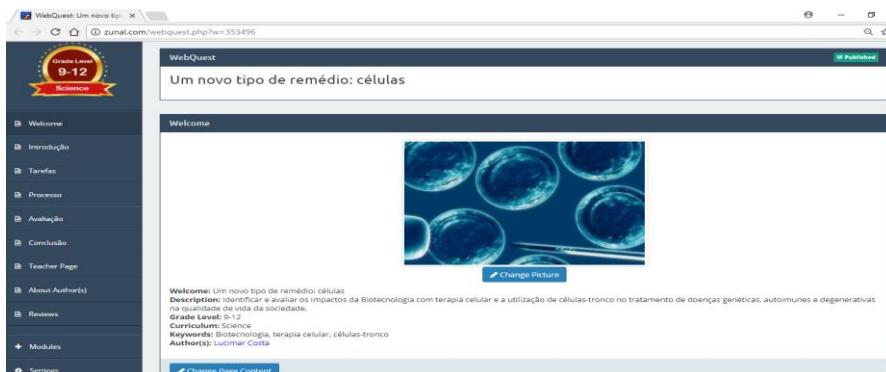 WebQuest: Um novo tip
zunal.com/webquest.php?w=353496
Grade Level
9-12
Science
Welcome
Introdução
Tarefas
Processo
Avaliação
Conclusão
Teacher Page
About Author(s)
Reviews
Modules
Settings
WebQuest
Published
Um novo tipo de remédio: células
Welcome
Change Picture
Welcome: Um novo tipo de remédio: células
Description: Identificar e avaliar os impactos da Biotecnologia com terapia celular e a utilização de células-tronco no tratamento de doenças genéticas, autoimunes e degenerativas
na qualidade de vida da sociedade.
Grade Level: 9-12
Curriculum: Science
Keywords: Biotecnologia, terapia celular, células-tronco
Author(s): Lucimar Costa
Change Page Content